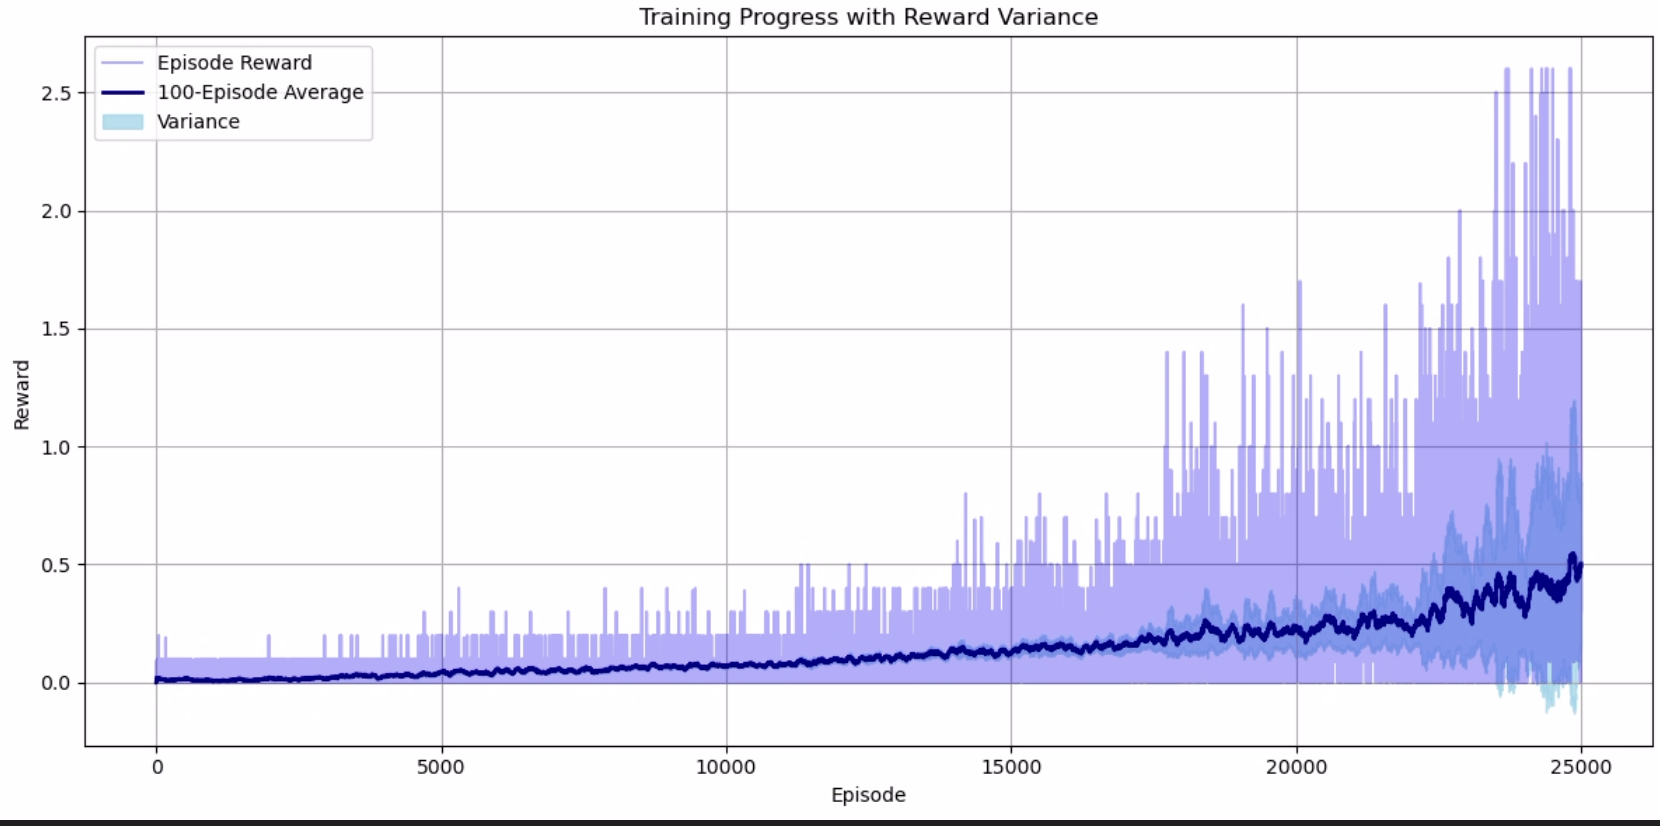 Training Progress with Reward Variance
Episode Reward
100-Episode Average
Variance
2.5
2.0
1.5
1.0
0.5
0.0
Reward
0 5000 10000 15000 20000 25000
Episode